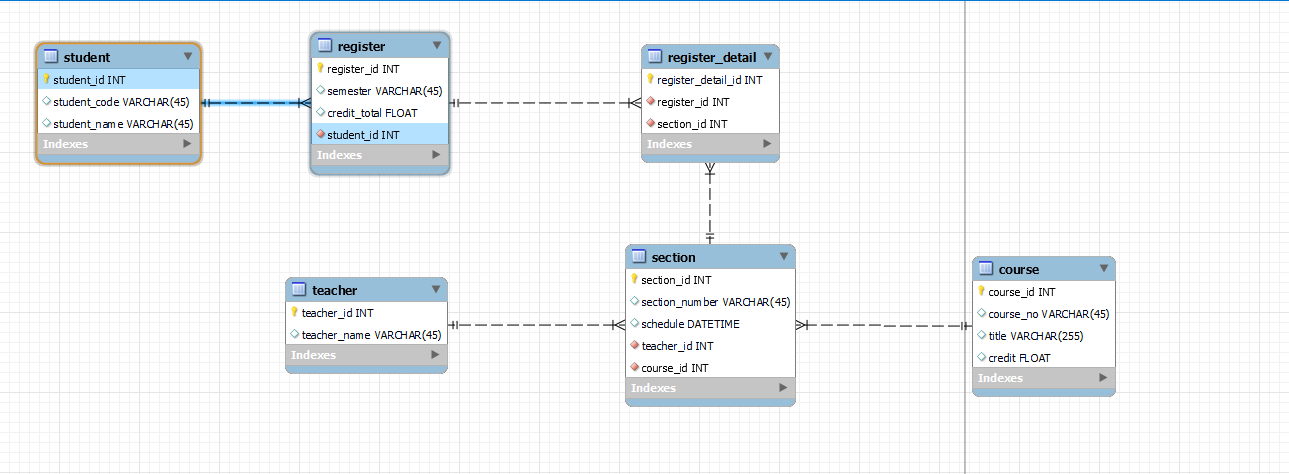 student
student_id INT
student_code VARCHAR(45)
student_name VARCHAR(45)
Indexes
register
register_id INT
semester VARCHAR(45)
credit_total FLOAT
student_id INT
Indexes
register_detail
register_detail_id INT
register_id INT
section_id INT
Indexes
teacher
teacher_id INT
teacher_name VARCHAR(45)
Indexes
section
section_id INT
section_number VARCHAR(45)
schedule DATETIME
teacher_id INT
course_id INT
Indexes
course
course_id INT
course_no VARCHAR(45)
title VARCHAR(255)
credit FLOAT
Indexes